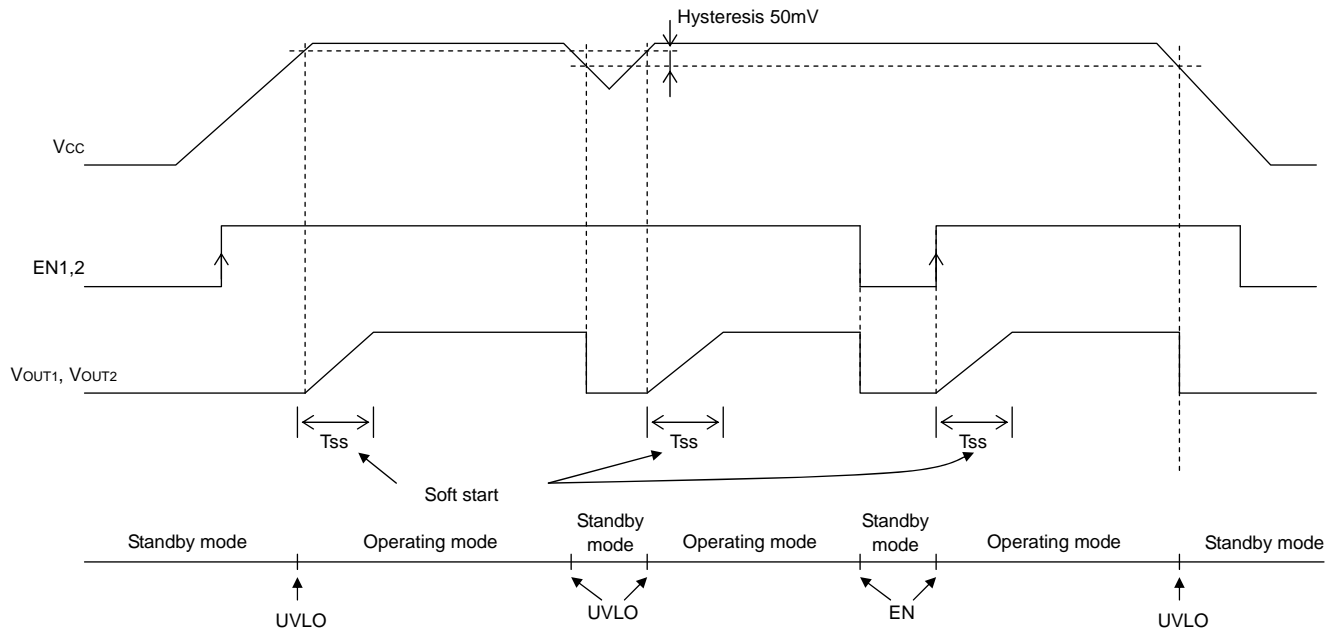 Hysteresis 50mV
VCC
EN1,2
VOUT1, VOUT2
Tss
Tss
Tss
Soft start
Standby mode
Operating mode
Standby
mode
Operating mode
Standby
mode
Operating mode
Standby mode
UVLO
UVLO
EN
UVLO